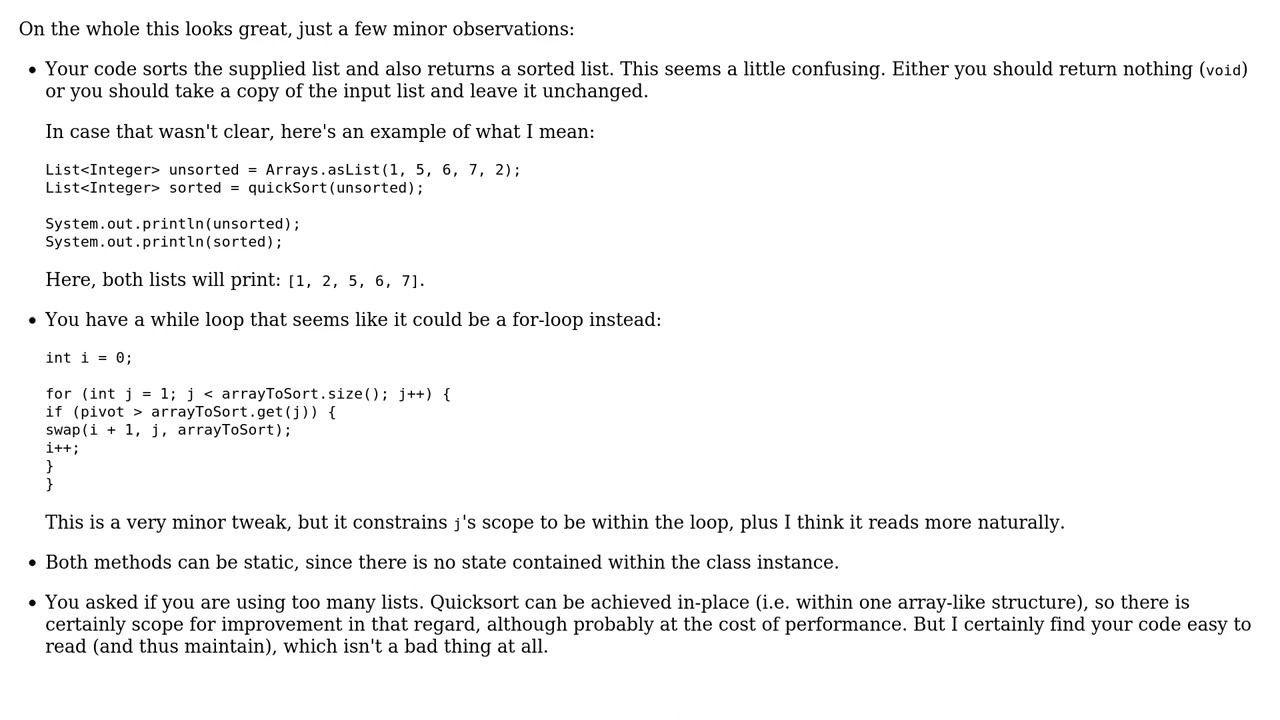 On the whole this looks great, just a few minor observations:
• Your code sorts the supplied list and also returns a sorted list. This seems a little confusing. Either you should return nothing (void)
or you should take a copy of the input list and leave it unchanged.
In case that wasn't clear, here's an example of what I mean:
List<Integer> unsorted = Arrays.asList(1, 5, 6, 7, 2);
List<Integer> sorted = quickSort(unsorted);
System.out.println(unsorted);
System.out.println(sorted);
Here, both lists will print: [1, 2, 5, 6, 7].
• You have a while loop that seems like it could be a for-loop instead:
int i = 0;
for (int j = 1; j < arrayToSort.size(); j++) {
if (pivot > arrayToSort.get(j)) {
swap(i + 1, j, arrayToSort);
i++;
}
}
This is a very minor tweak, but it constrains j's scope to be within the loop, plus I think it reads more naturally.
• Both methods can be static, since there is no state contained within the class instance.
• You asked if you are using too many lists. Quicksort can be achieved in-place (i.e. within one array-like structure), so there is
certainly scope for improvement in that regard, although probably at the cost of performance. But I certainly find your code easy to
read (and thus maintain), which isn't a bad thing at all.